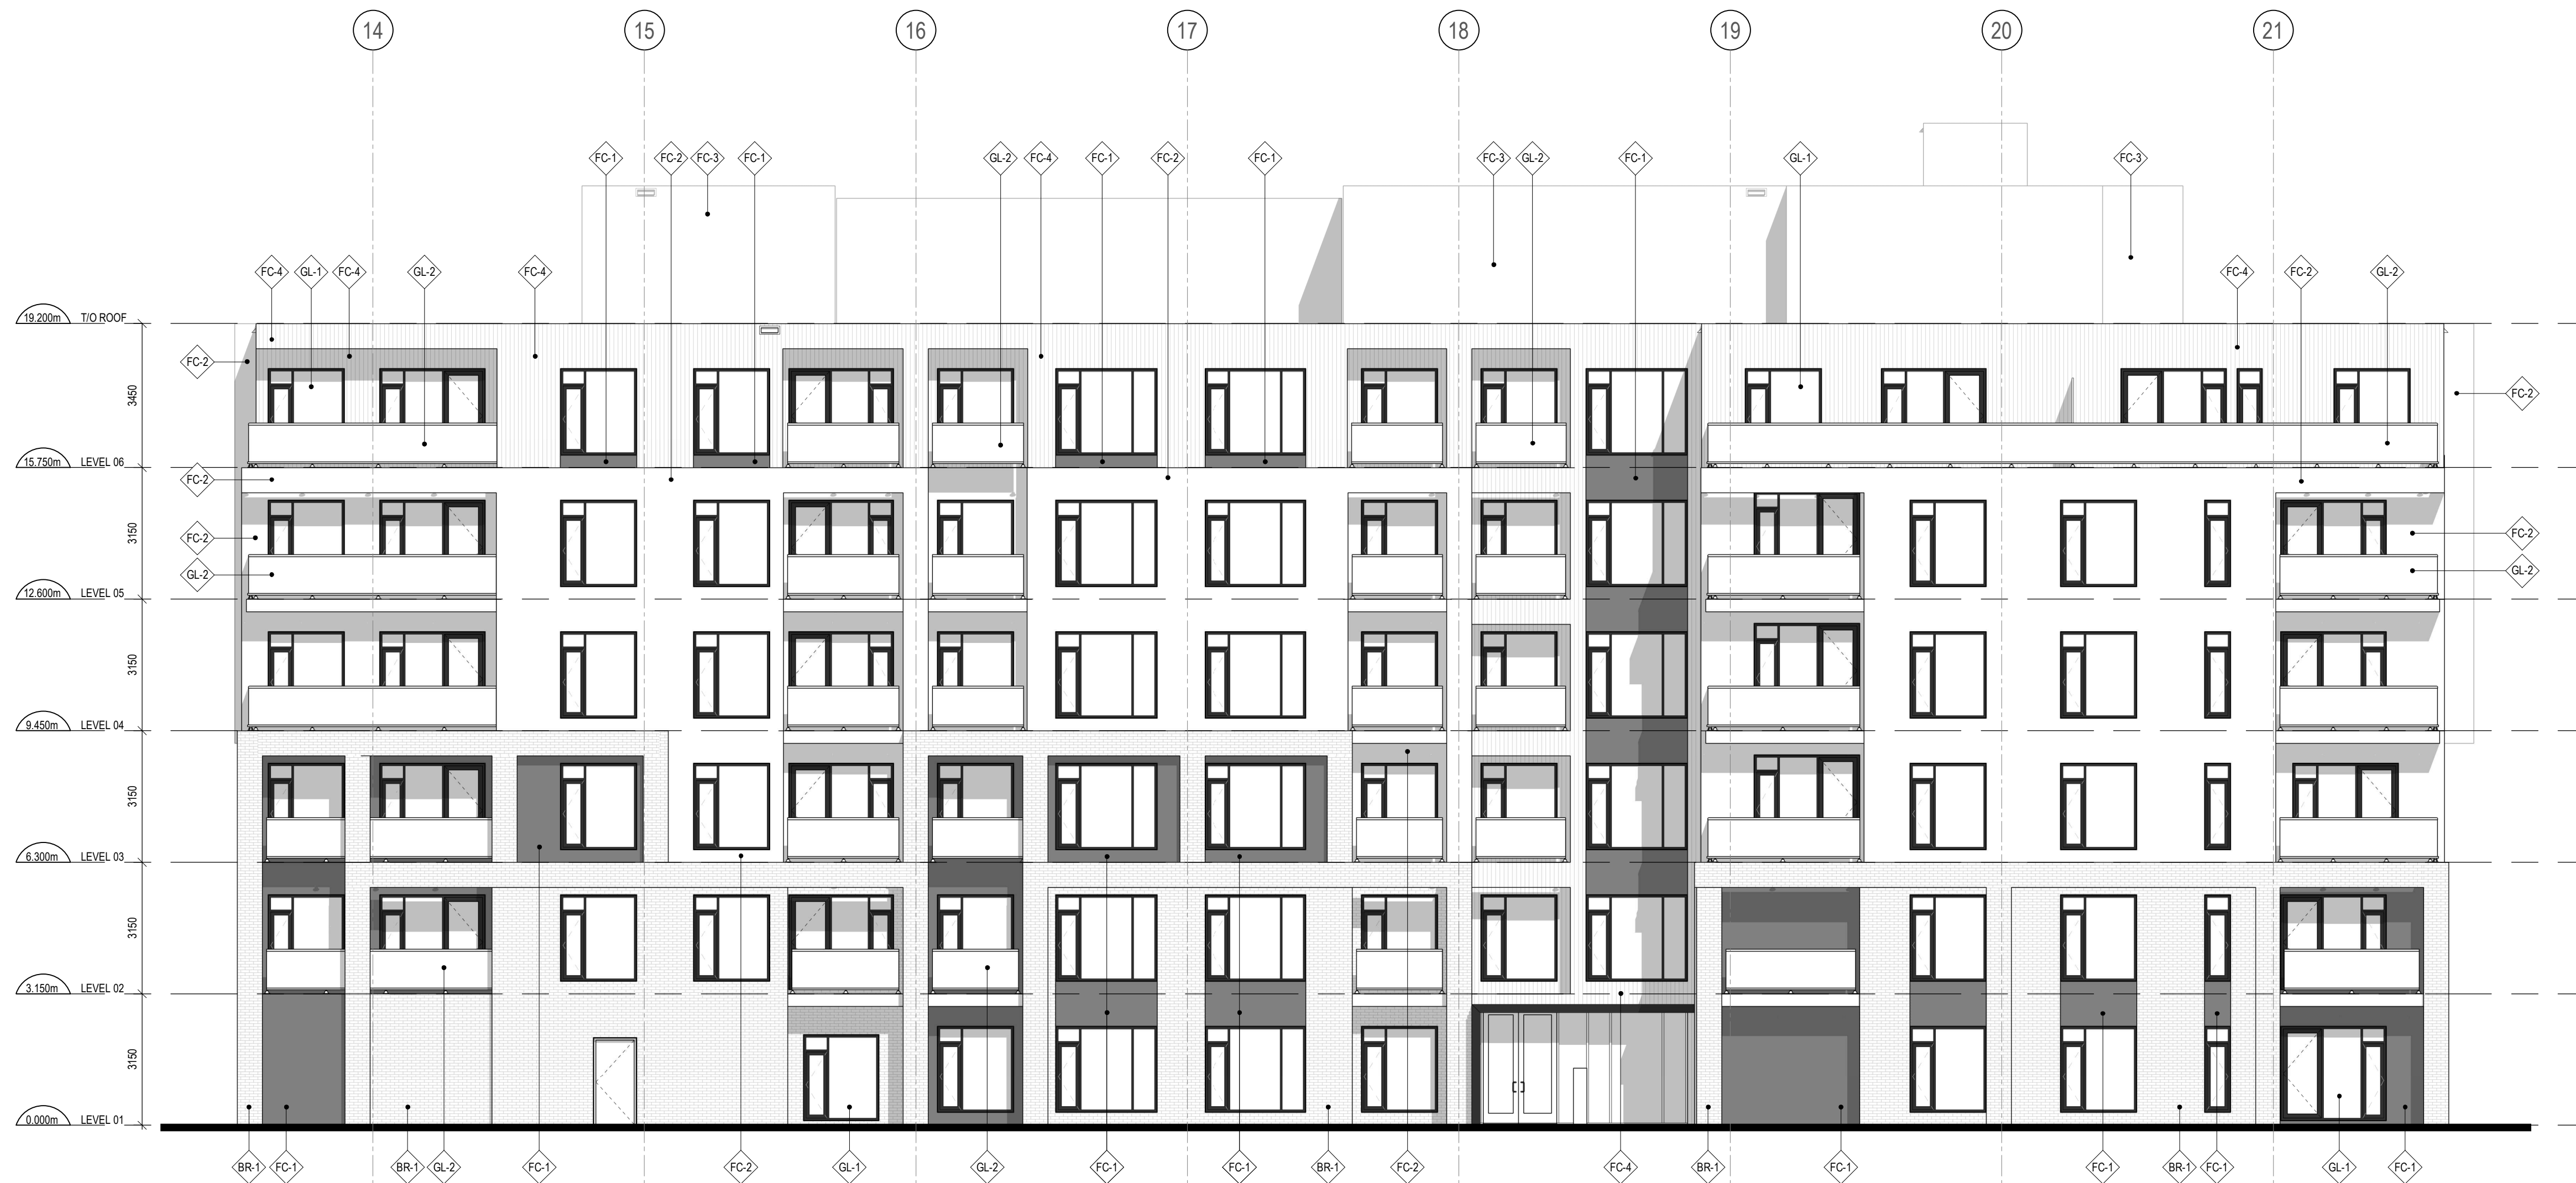 14 15 16 17 18 19 20 21
FC-1 FC-2 FC-3 FC-1 GL-2 FC-4 FC-1 FC-2 FC-1 FC-3 GL-2 FC-1 GL-1 FC-3
FC-4 GL-1 FC-4 GL-2 FC-4 FC-4 FC-2 GL-2
19.200m T/O ROOF
FC-2
3450
FC-2
15.750m LEVEL 06
FC-2
3150
FC-2 FC-2
GL-2 GL-2
12.600m LEVEL 05
3150
9.450m LEVEL 04
3150
6.300m LEVEL 03
3150
3.150m LEVEL 02
3150
0.000m LEVEL 01
BR-1 FC-1 BR-1 GL-2 FC-1 FC-2 GL-1 GL-2 FC-1 FC-1 BR-1 FC-2 FC-4 BR-1 FC-1 FC-1 BR-1 FC-1 GL-1 FC-1